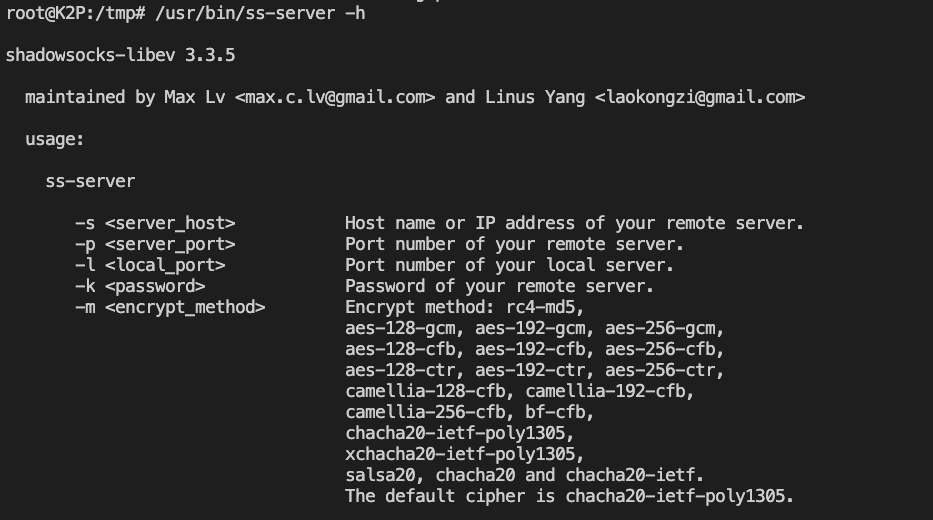 root@K2P:/tmp# /usr/bin/ss-server -h
shadowsocks-libev 3.3.5
maintained by Max Lv <max.c.lv@gmail.com> and Linus Yang <laokongzi@gmail.com>
usage:
ss-server
-s <server_host> Host name or IP address of your remote server.
-p <server_port> Port number of your remote server.
-l <local_port> Port number of your local server.
-k <password> Password of your remote server.
-m <encrypt_method> Encrypt method: rc4-md5,
aes-128-gcm, aes-192-gcm, aes-256-gcm,
aes-128-cfb, aes-192-cfb, aes-256-cfb,
aes-128-ctr, aes-192-ctr, aes-256-ctr,
camellia-128-cfb, camellia-192-cfb,
camellia-256-cfb, bf-cfb,
chacha20-ietf-poly1305,
xchacha20-ietf-poly1305,
salsa20, chacha20 and chacha20-ietf.
The default cipher is chacha20-ietf-poly1305.